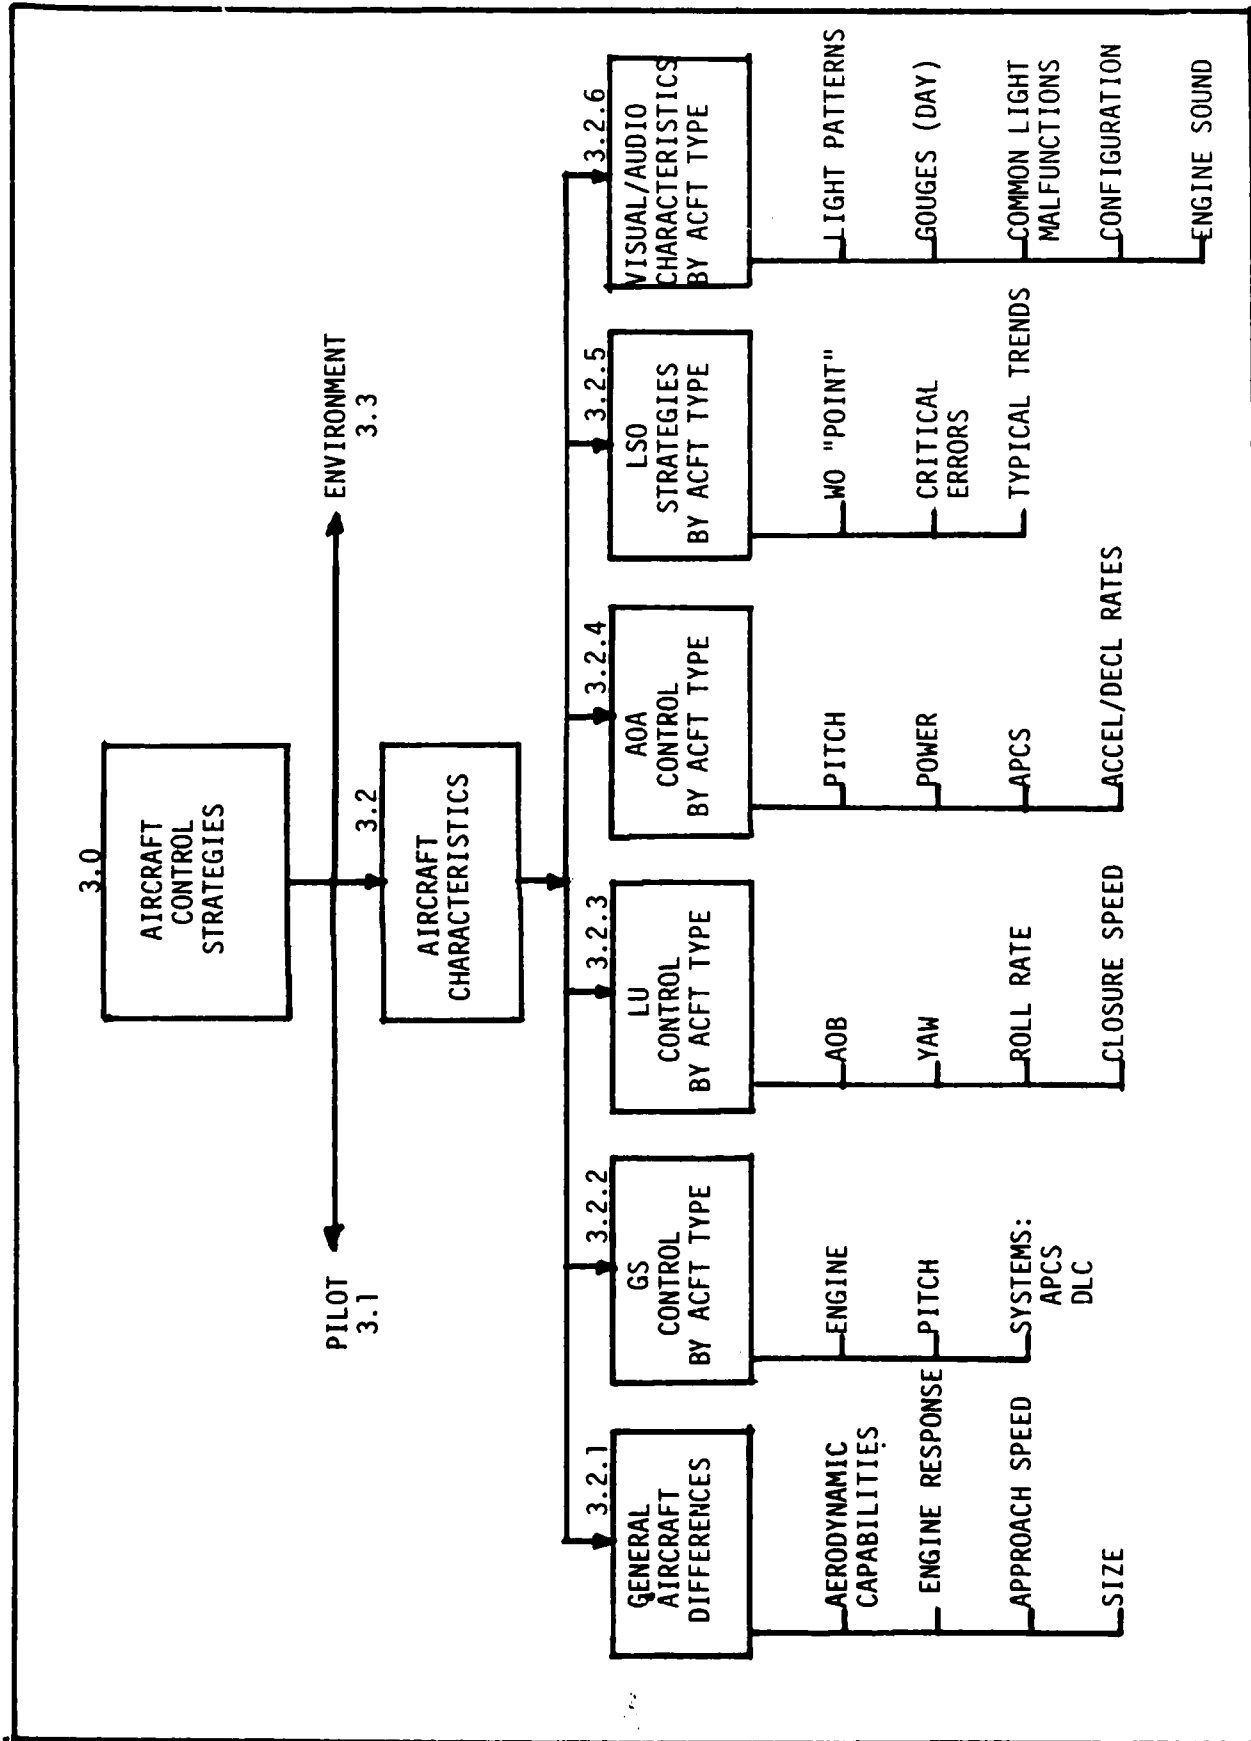 3.0
AIRCRAFT
CONTROL
STRATEGIES
PILOT
3.1
ENVIRONMENT
3.3
3.2
AIRCRAFT
CHARACTERISTICS
3.2.1
GENERAL
AIRCRAFT
DIFFERENCES
AERODYNAMIC
CAPABILITIES
ENGINE RESPONSE
APPROACH SPEED
SIZE
3.2.2
GS
CONTROL
BY ACFT TYPE
ENGINE
PITCH
SYSTEMS:
APCS
DLC
3.2.3
LU
CONTROL
BY ACFT TYPE
AOB
YAW
ROLL RATE
CLOSURE SPEED
3.2.4
AOA
CONTROL
BY ACFT TYPE
PITCH
POWER
APCS
ACCEL/DECL RATES
3.2.5
LSO
STRATEGIES
BY ACFT TYPE
WO "POINT"
CRITICAL
ERRORS
TYPICAL TRENDS
3.2.6
VISUAL/AUDIO
CHARACTERISTICS
BY ACFT TYPE
LIGHT PATTERNS
GOUGES (DAY)
COMMON LIGHT
MALFUNCTIONS
CONFIGURATION
ENGINE SOUND